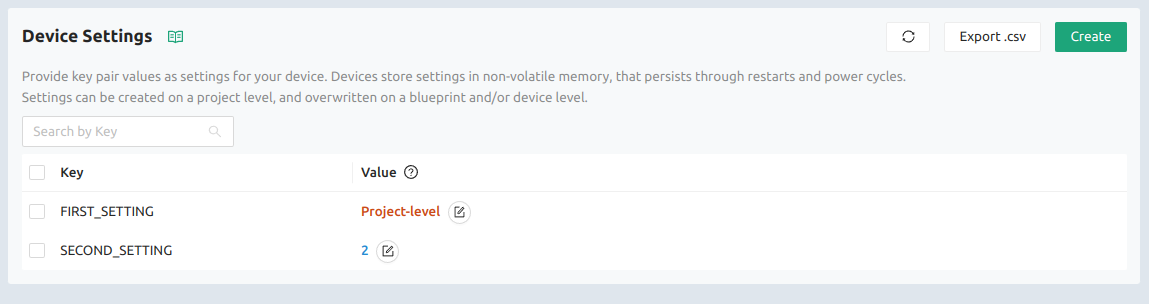 Device Settings
Export .csv
Create
Provide key pair values as settings for your device. Devices store settings in non-volatile memory, that persists through restarts and power cycles.
Settings can be created on a project level, and overwritten on a blueprint and/or device level.
Search by Key
Key Value ?
FIRST_SETTING Project-level
SECOND_SETTING 2